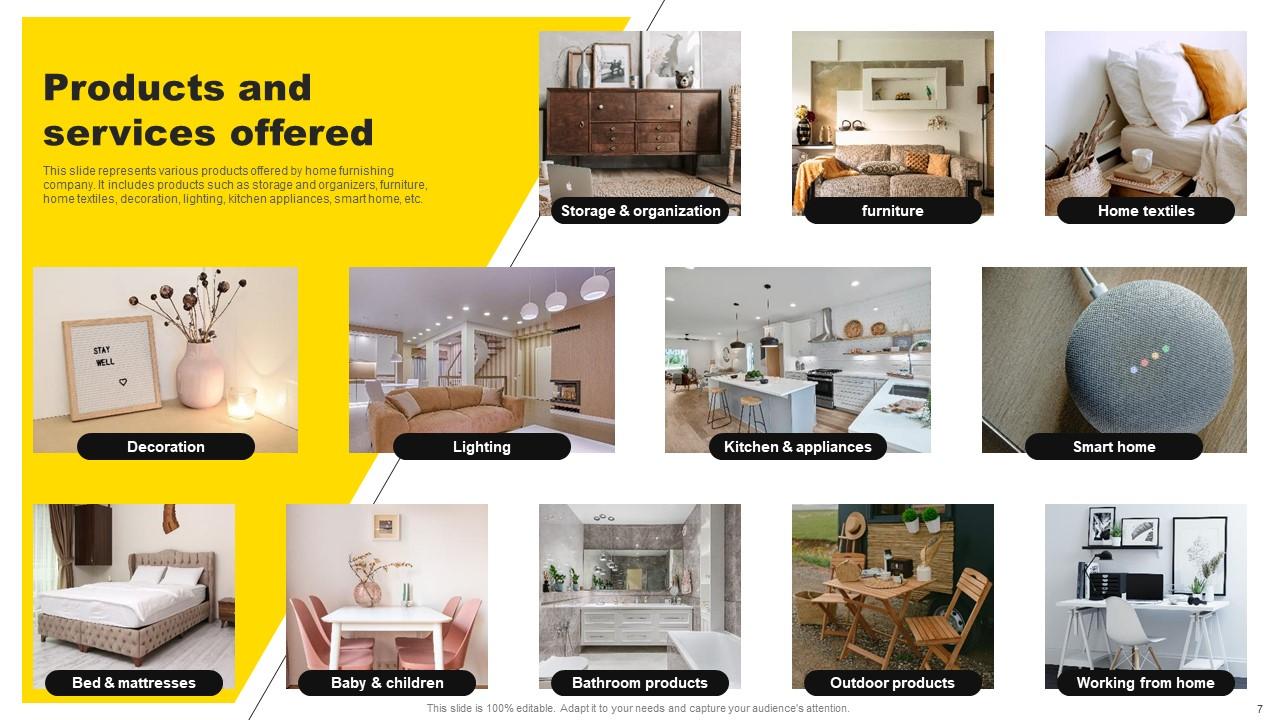 Products and
services offered
This slide represents various products offered by home furnishing
company. It includes products such as storage and organizers, furniture,
home textiles, decoration, lighting, kitchen appliances, smart home, etc.
Storage & organization
furniture
Home textiles
STAY
WELL
Decoration
Lighting
Kitchen & appliances
Smart home
Bed & mattresses
Baby & children
Bathroom products
Outdoor products
Working from home
This slide is 100% editable. Adapt it to your needs and capture your audience's attention.
7